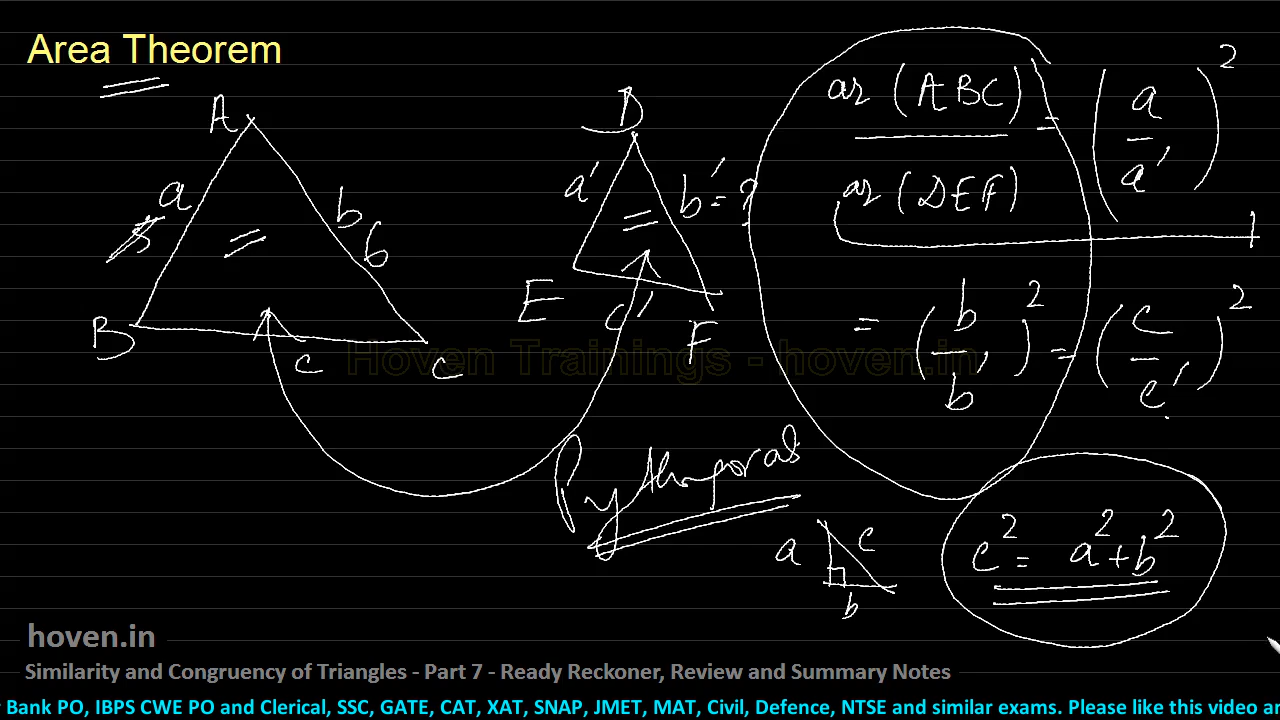 Area Theorem
A
a
b
6
B
c
C
D
a'
b' = ?
E
c'
F
ar (ABC) / ar (DEF) = (a/a')²
= (b/b')² = (c/c')²
Pythagoras
a
c
b
c² = a² + b²
Hoven Trainings - hoven.in
hoven.in
Similarity and Congruency of Triangles - Part 7 - Ready Reckoner, Review and Summary Notes
Bank PO, IBPS CWE PO and Clerical, SSC, GATE, CAT, XAT, SNAP, JMET, MAT, Civil, Defence, NTSE and similar exams. Please like this video a